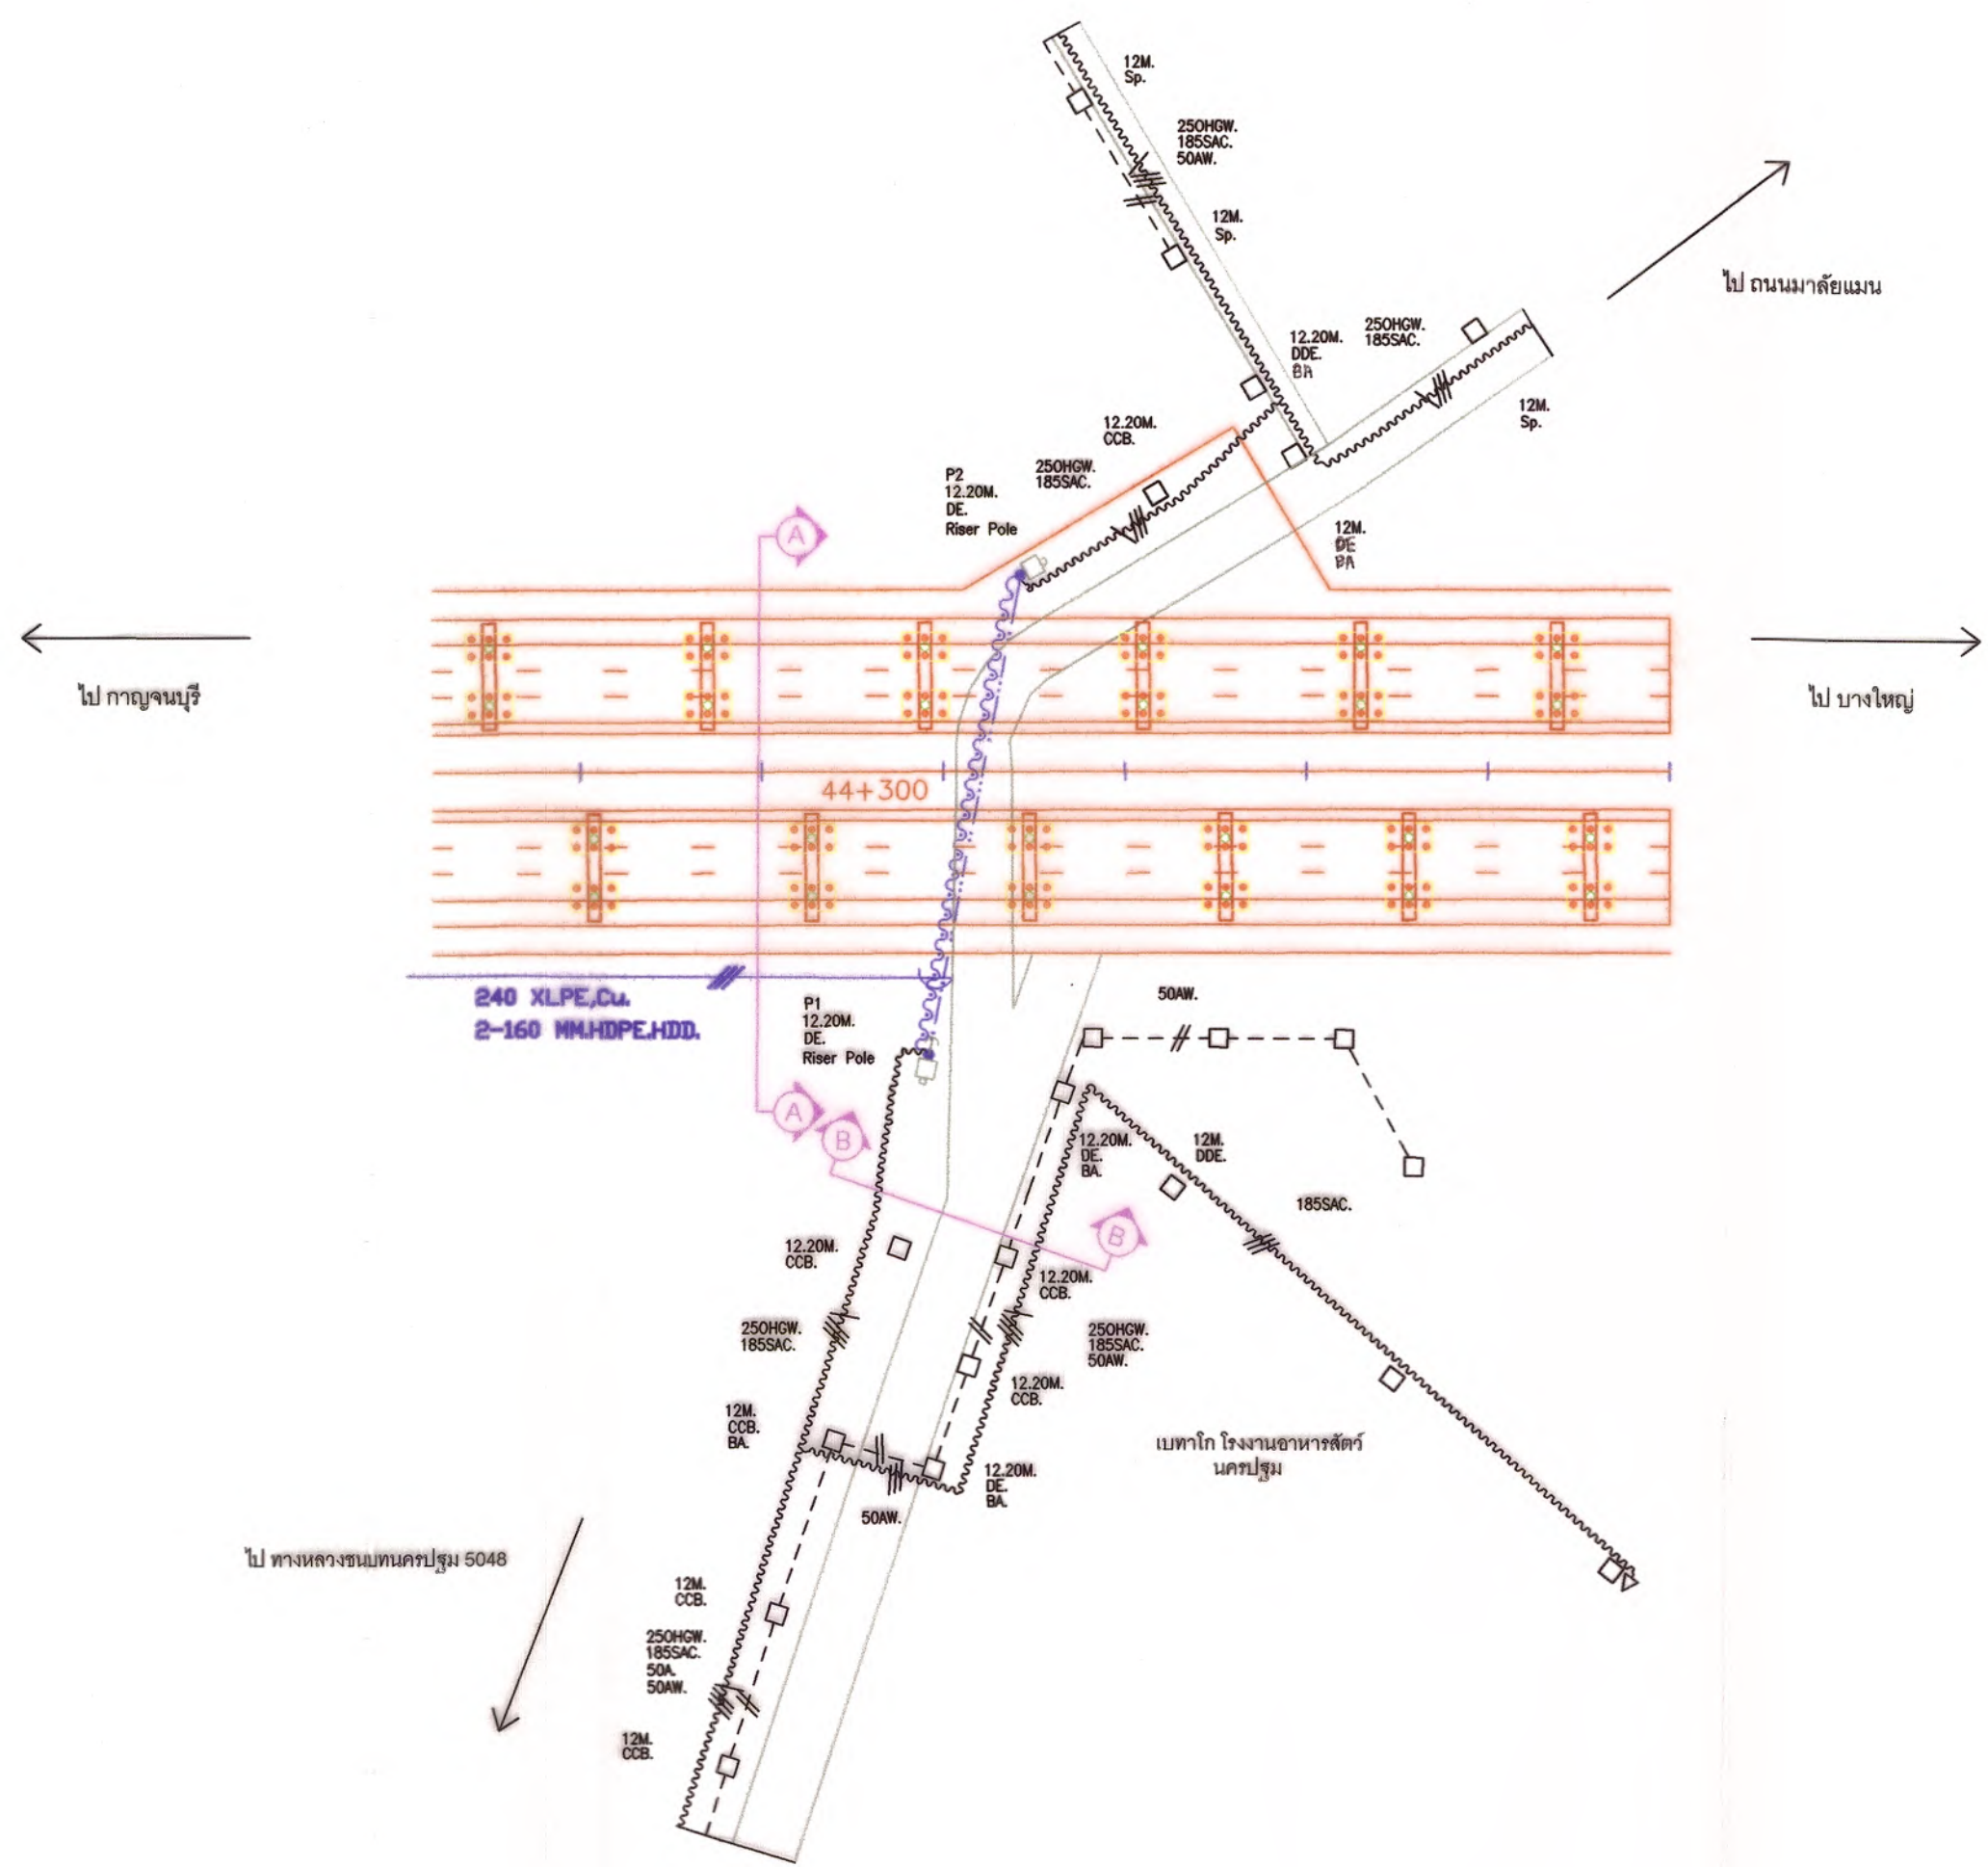 12M.
Sp.
250HGW.
185SAC.
50AW.
12M.
Sp.
ไป ถนนมาลัยแมน
12.20M.
DDE.
BA
250HGW.
185SAC.
12M.
Sp.
12.20M.
CCB.
250HGW.
185SAC.
P2
12.20M.
DE.
Riser Pole
A
12M.
DE
BA
ไป กาญจนบุรี
ไป บางใหญ่
44+300
240 XLPE,Cu.
2-160 MM.HDPE.HDD.
P1
12.20M.
DE.
Riser Pole
50AW.
A
B
12.20M.
DE.
BA.
12M.
DDE.
185SAC.
B
12.20M.
CCB.
12.20M.
CCB.
250HGW.
185SAC.
250HGW.
185SAC.
50AW.
12.20M.
CCB.
12M.
CCB.
BA.
เบทาโก โรงงานอาหารสัตว์
นครปฐม
12.20M.
DE.
BA.
50AW.
ไป ทางหลวงชนบทนครปฐม 5048
12M.
CCB.
250HGW.
185SAC.
50A.
50AW.
12M.
CCB.